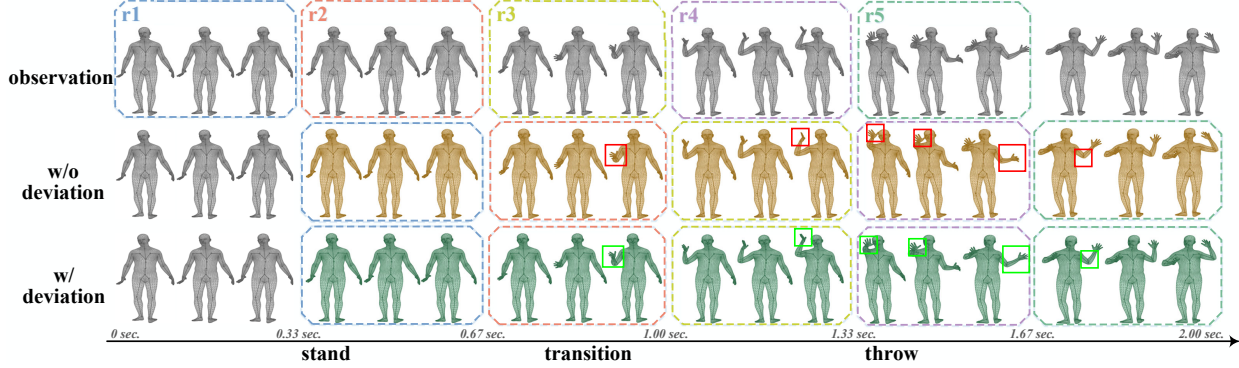 r1 r2 r3 r4 r5
observation
w/o
deviation
w/
deviation
0 sec. 0.33 sec. 0.67 sec. 1.00 sec. 1.33 sec. 1.67 sec. 2.00 sec.
stand transition throw